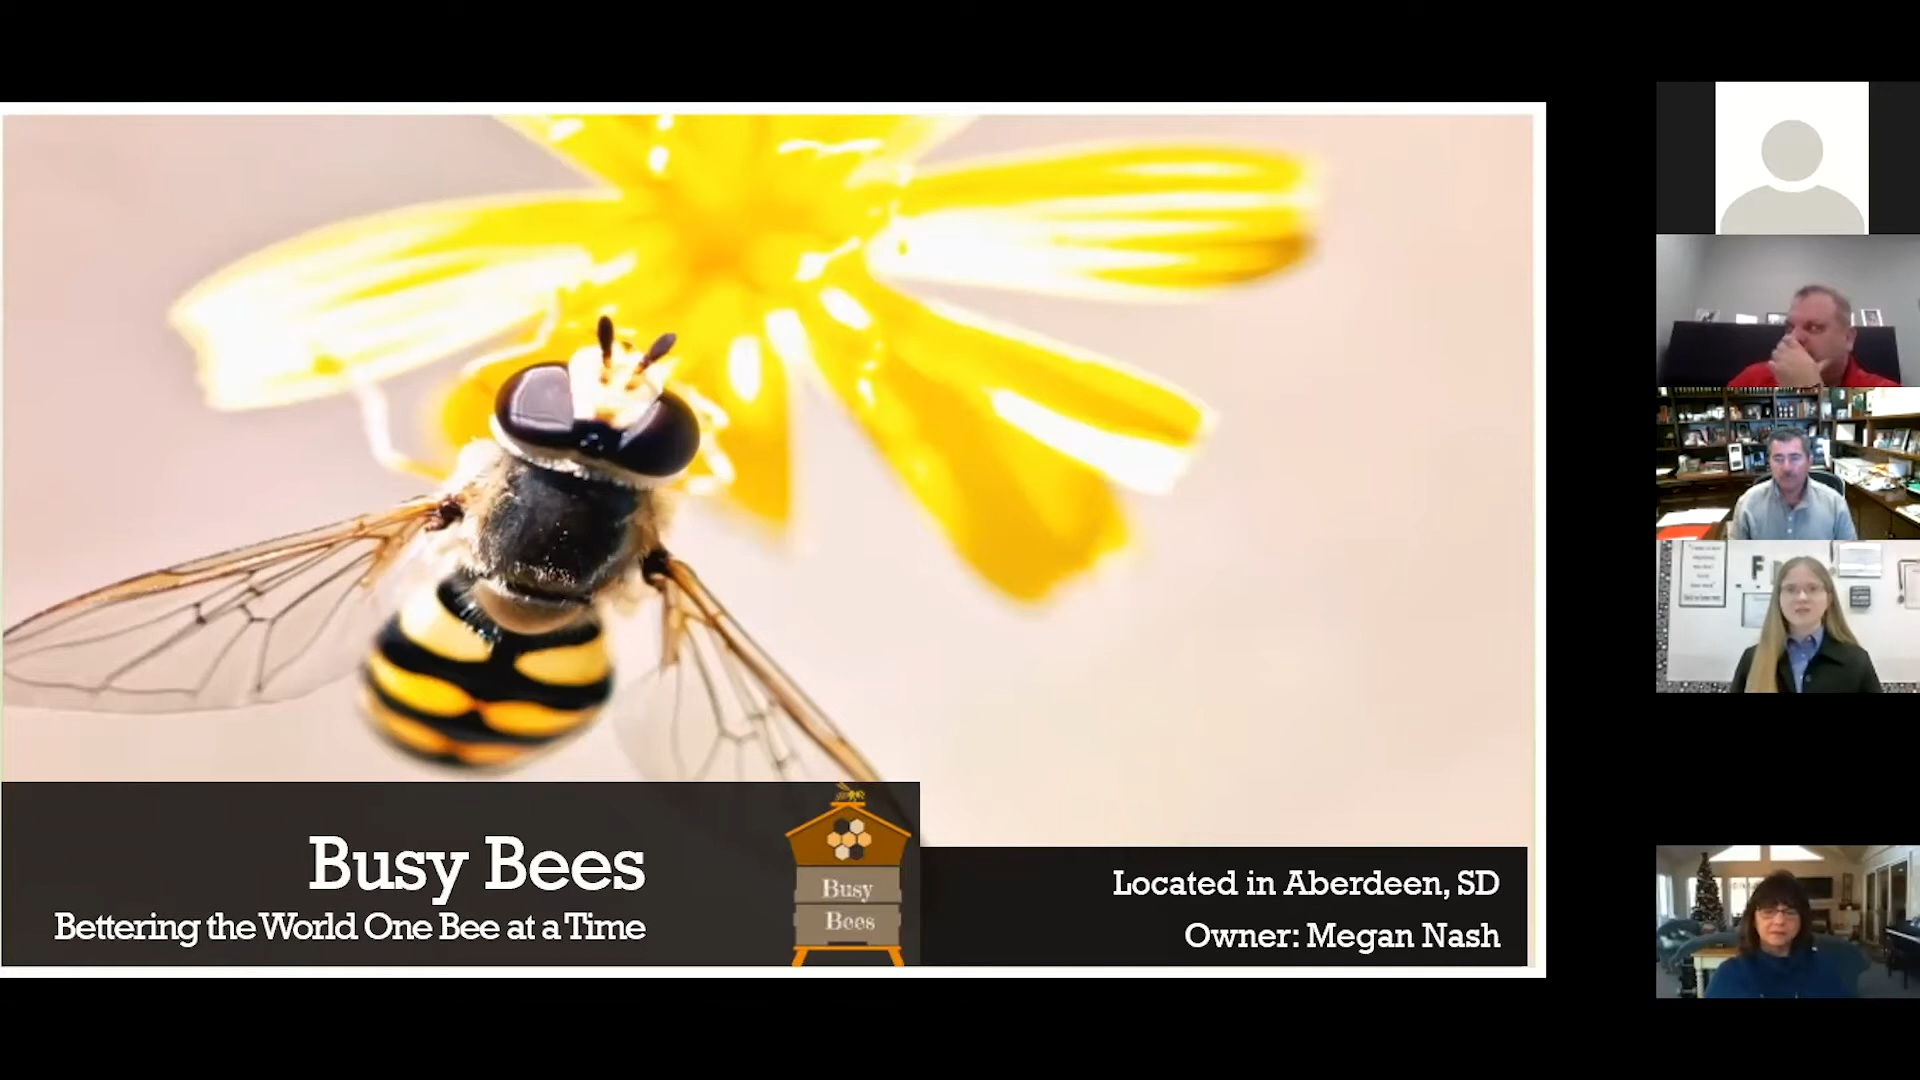 Busy Bees
Bettering the World One Bee at a Time
Busy
Bees
Located in Aberdeen, SD
Owner: Megan Nash